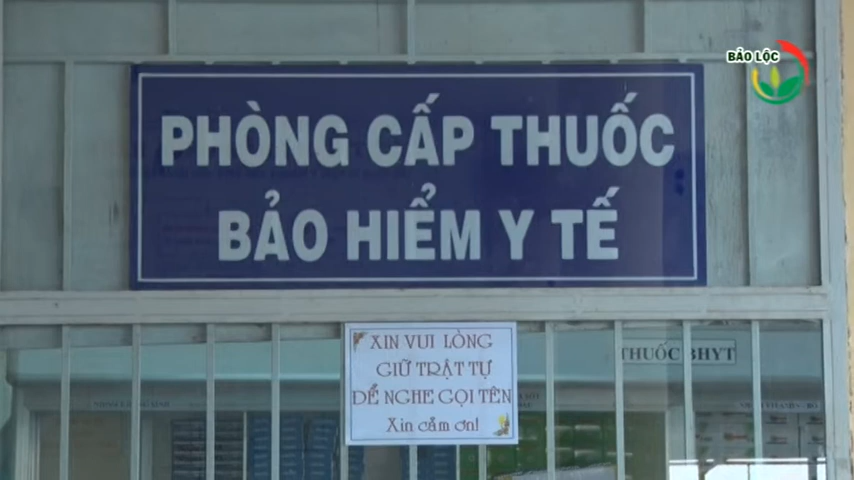 BẢO LỘC
PHÒNG CẤP THUỐC
BẢO HIỂM Y TẾ
XIN VUI LÒNG
GIỮ TRẬT TỰ
ĐỂ NGHE GỌI TÊN
Xin cảm ơn!
THUỐC BHYT